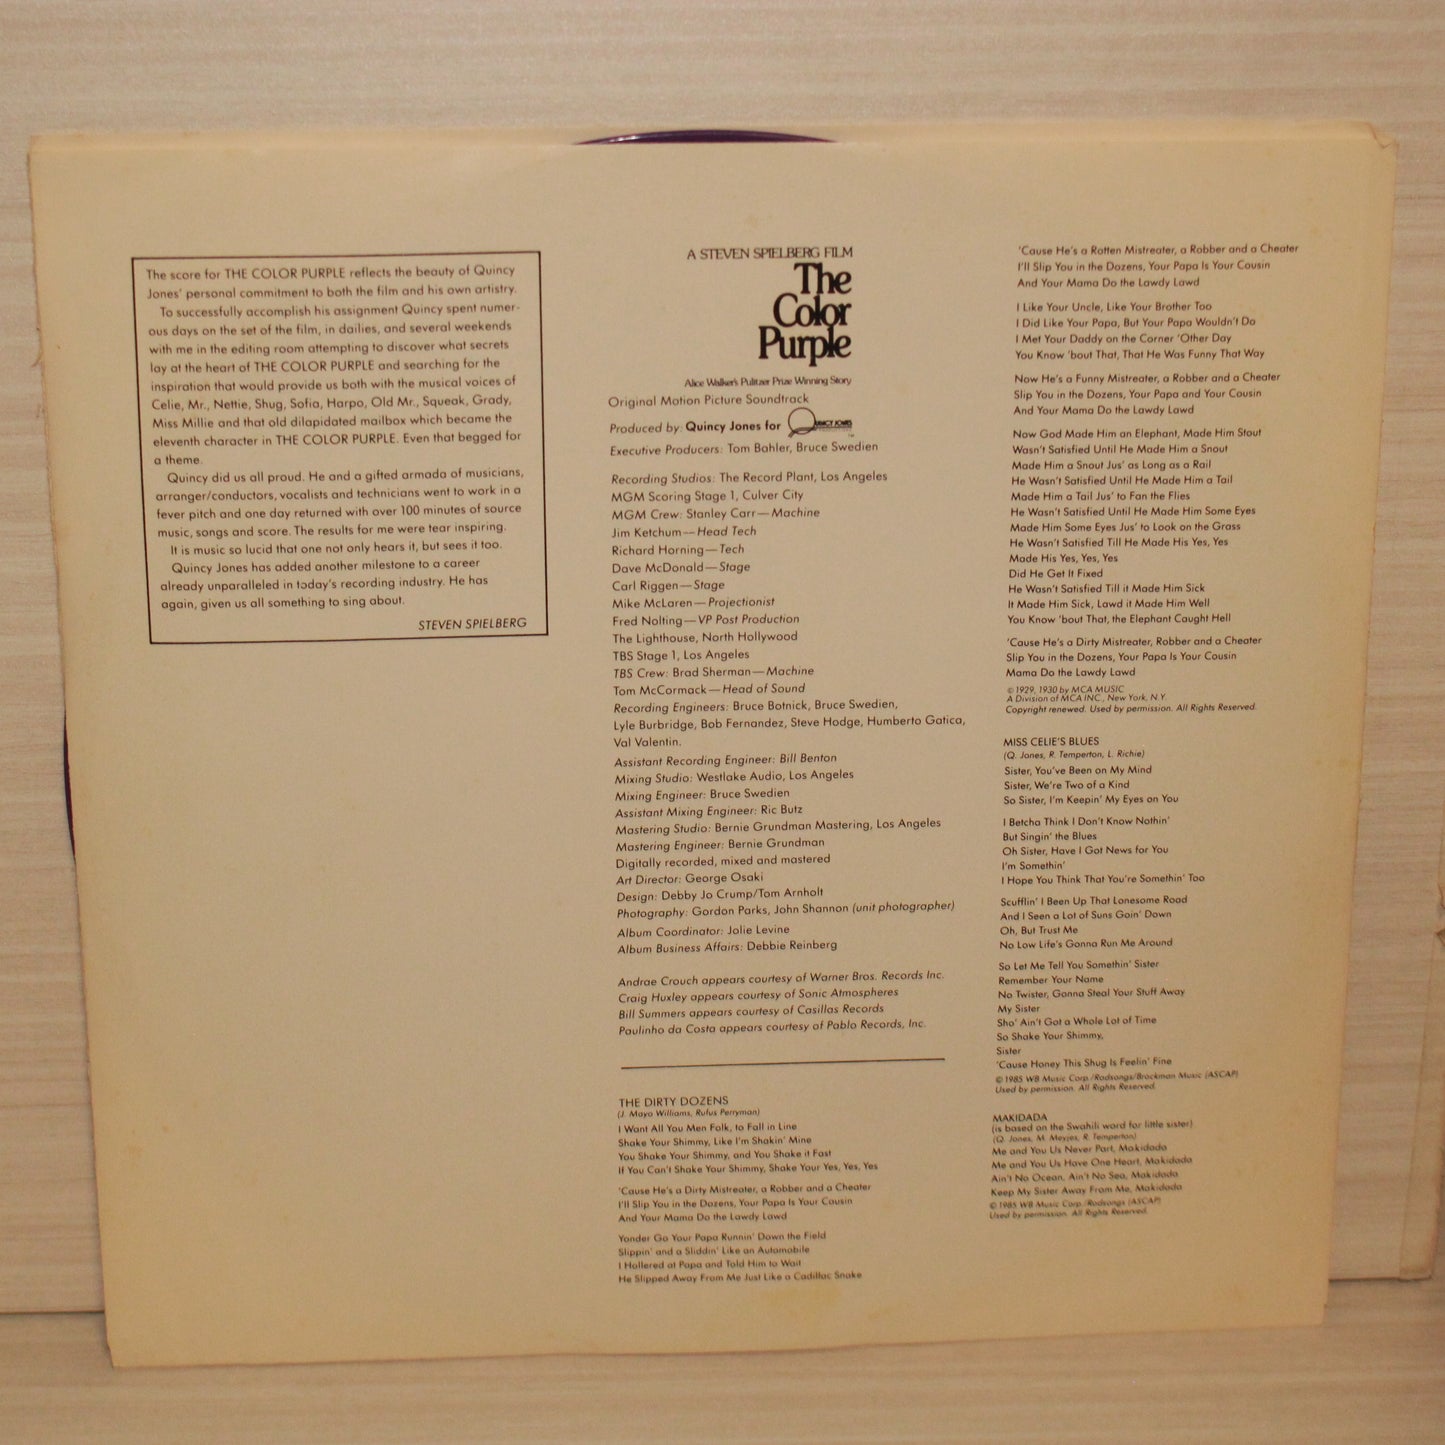 The score for THE COLOR PURPLE reflects the beauty of Quincy
Jones' personal commitment to both the film and his own artistry.
To successfully accomplish his assignment Quincy spent numer-
ous days on the set of the film, in dailies, and several weekends
with me in the editing room attempting to discover what secrets
lay at the heart of THE COLOR PURPLE and searching for the
inspiration that would provide us both with the musical voices of
Celie, Mr., Nettie, Shug, Sofia, Harpo, Old Mr., Squeak, Grady,
Miss Millie and that old dilapidated mailbox which became the
eleventh character in THE COLOR PURPLE. Even that begged for
a theme.
Quincy did us all proud. He and a gifted armada of musicians,
arranger/conductors, vocalists and technicians went to work in a
fever pitch and one day returned with over 100 minutes of source
music, songs and score. The results for me were tear inspiring.
It is music so lucid that one not only hears it, but sees it too.
Quincy Jones has added another milestone to a career
already unparalleled in today's recording industry. He has
again, given us all something to sing about.
STEVEN SPIELBERG
A STEVEN SPIELBERG FILM
The
Color
Purple
Alice Walker's Pulitzer Prize Winning Story
Original Motion Picture Soundtrack
Produced by: Quincy Jones for QUINCY JONES
Executive Producers: Tom Bahler, Bruce Swedien
Recording Studios: The Record Plant, Los Angeles
MGM Scoring Stage 1, Culver City
MGM Crew: Stanley Carr—Machine
Jim Ketchum—Head Tech
Richard Horning—Tech
Dave McDonald—Stage
Carl Riggen—Stage
Mike McLaren—Projectionist
Fred Nolting—VP Post Production
The Lighthouse, North Hollywood
TBS Stage 1, Los Angeles
TBS Crew: Brad Sherman—Machine
Tom McCormack—Head of Sound
Recording Engineers: Bruce Botnick, Bruce Swedien,
Lyle Burbridge, Bob Fernandez, Steve Hodge, Humberto Gatica,
Val Valentin.
Assistant Recording Engineer: Bill Benton
Mixing Studio: Westlake Audio, Los Angeles
Mixing Engineer: Bruce Swedien
Assistant Mixing Engineer: Ric Butz
Mastering Studio: Bernie Grundman Mastering, Los Angeles
Mastering Engineer: Bernie Grundman
Digitally recorded, mixed and mastered
Art Director: George Osaki
Design: Debby Jo Crump/Tom Arnholt
Photography: Gordon Parks, John Shannon (unit photographer)
Album Coordinator: Jolie Levine
Album Business Affairs: Debbie Reinberg
Andrae Crouch appears courtesy of Warner Bros. Records Inc.
Craig Huxley appears courtesy of Sonic Atmospheres
Bill Summers appears courtesy of Casillas Records
Paulinho da Costa appears courtesy of Pablo Records, Inc.
THE DIRTY DOZENS
(J. Mayo Williams, Rufus Perryman)
I Want All You Men Folk, to Fall in Line
Shake Your Shimmy, Like I'm Shakin' Mine
You Shake Your Shimmy, and You Shake it Fast
If You Can't Shake Your Shimmy, Shake Your Yes, Yes, Yes
'Cause He's a Dirty Mistreater, a Robber and a Cheater
I'll Slip You in the Dozens, Your Papa Is Your Cousin
And Your Mama Do the Lawdy Lawd
Yonder Go Your Papa Runnin' Down the Field
Slippin' and a Sliddin' Like an Automobile
I Hollered at Papa and Told Him to Wait
He Slipped Away From Me Just Like a Cadillac Snake
'Cause He's a Rotten Mistreater, a Robber and a Cheater
I'll Slip You in the Dozens, Your Papa Is Your Cousin
And Your Mama Do the Lawdy Lawd
I Like Your Uncle, Like Your Brother Too
I Did Like Your Papa, But Your Papa Wouldn't Do
I Met Your Daddy on the Corner 'Other Day
You Know 'bout That, That He Was Funny That Way
Now He's a Funny Mistreater, a Robber and a Cheater
Slip You in the Dozens, Your Papa and Your Cousin
And Your Mama Do the Lawdy Lawd
Now God Made Him an Elephant, Made Him Stout
Wasn't Satisfied Until He Made Him a Snout
Made Him a Snout Jus' as Long as a Rail
He Wasn't Satisfied Until He Made Him a Tail
Made Him a Tail Jus' to Fan the Flies
He Wasn't Satisfied Until He Made Him Some Eyes
Made Him Some Eyes Jus' to Look on the Grass
He Wasn't Satisfied Till He Made His Yes, Yes
Made His Yes, Yes, Yes
Did He Get It Fixed
He Wasn't Satisfied Till it Made Him Sick
It Made Him Sick, Lawd it Made Him Well
You Know 'bout That, the Elephant Caught Hell
'Cause He's a Dirty Mistreater, Robber and a Cheater
Slip You in the Dozens, Your Papa Is Your Cousin
Mama Do the Lawdy Lawd
© 1929, 1930 by MCA MUSIC
A Division of MCA INC., New York, N.Y.
Copyright renewed. Used by permission. All Rights Reserved.
MISS CELIE'S BLUES
(Q. Jones, R. Temperton, L. Richie)
Sister, You've Been on My Mind
Sister, We're Two of a Kind
So Sister, I'm Keepin' My Eyes on You
I Betcha Think I Don't Know Nothin'
But Singin' the Blues
Oh Sister, Have I Got News for You
I'm Somethin'
I Hope You Think That You're Somethin' Too
Scufflin' I Been Up That Lonesome Road
And I Seen a Lot of Suns Goin' Down
Oh, But Trust Me
No Low Life's Gonna Run Me Around
So Let Me Tell You Somethin' Sister
Remember Your Name
No Twister, Gonna Steal Your Stuff Away
My Sister
Sho' Ain't Got a Whole Lot of Time
So Shake Your Shimmy,
Sister
'Cause Honey This Shug Is Feelin' Fine
© 1985 WB Music Corp./Rodsongs/Brockman Music (ASCAP)
Used by permission. All Rights Reserved.
MAKIDADA
(is based on the Swahili word for little sister)
(Q. Jones, M. Meyjes, R. Temperton)
Me and You Us Never Part, Makidada
Me and You Us Have One Heart, Makidada
Ain't No Ocean, Ain't No Sea, Makidada
Keep My Sister Away From Me, Makidada
© 1985 WB Music Corp./Rodsongs (ASCAP)
Used by permission. All Rights Reserved.